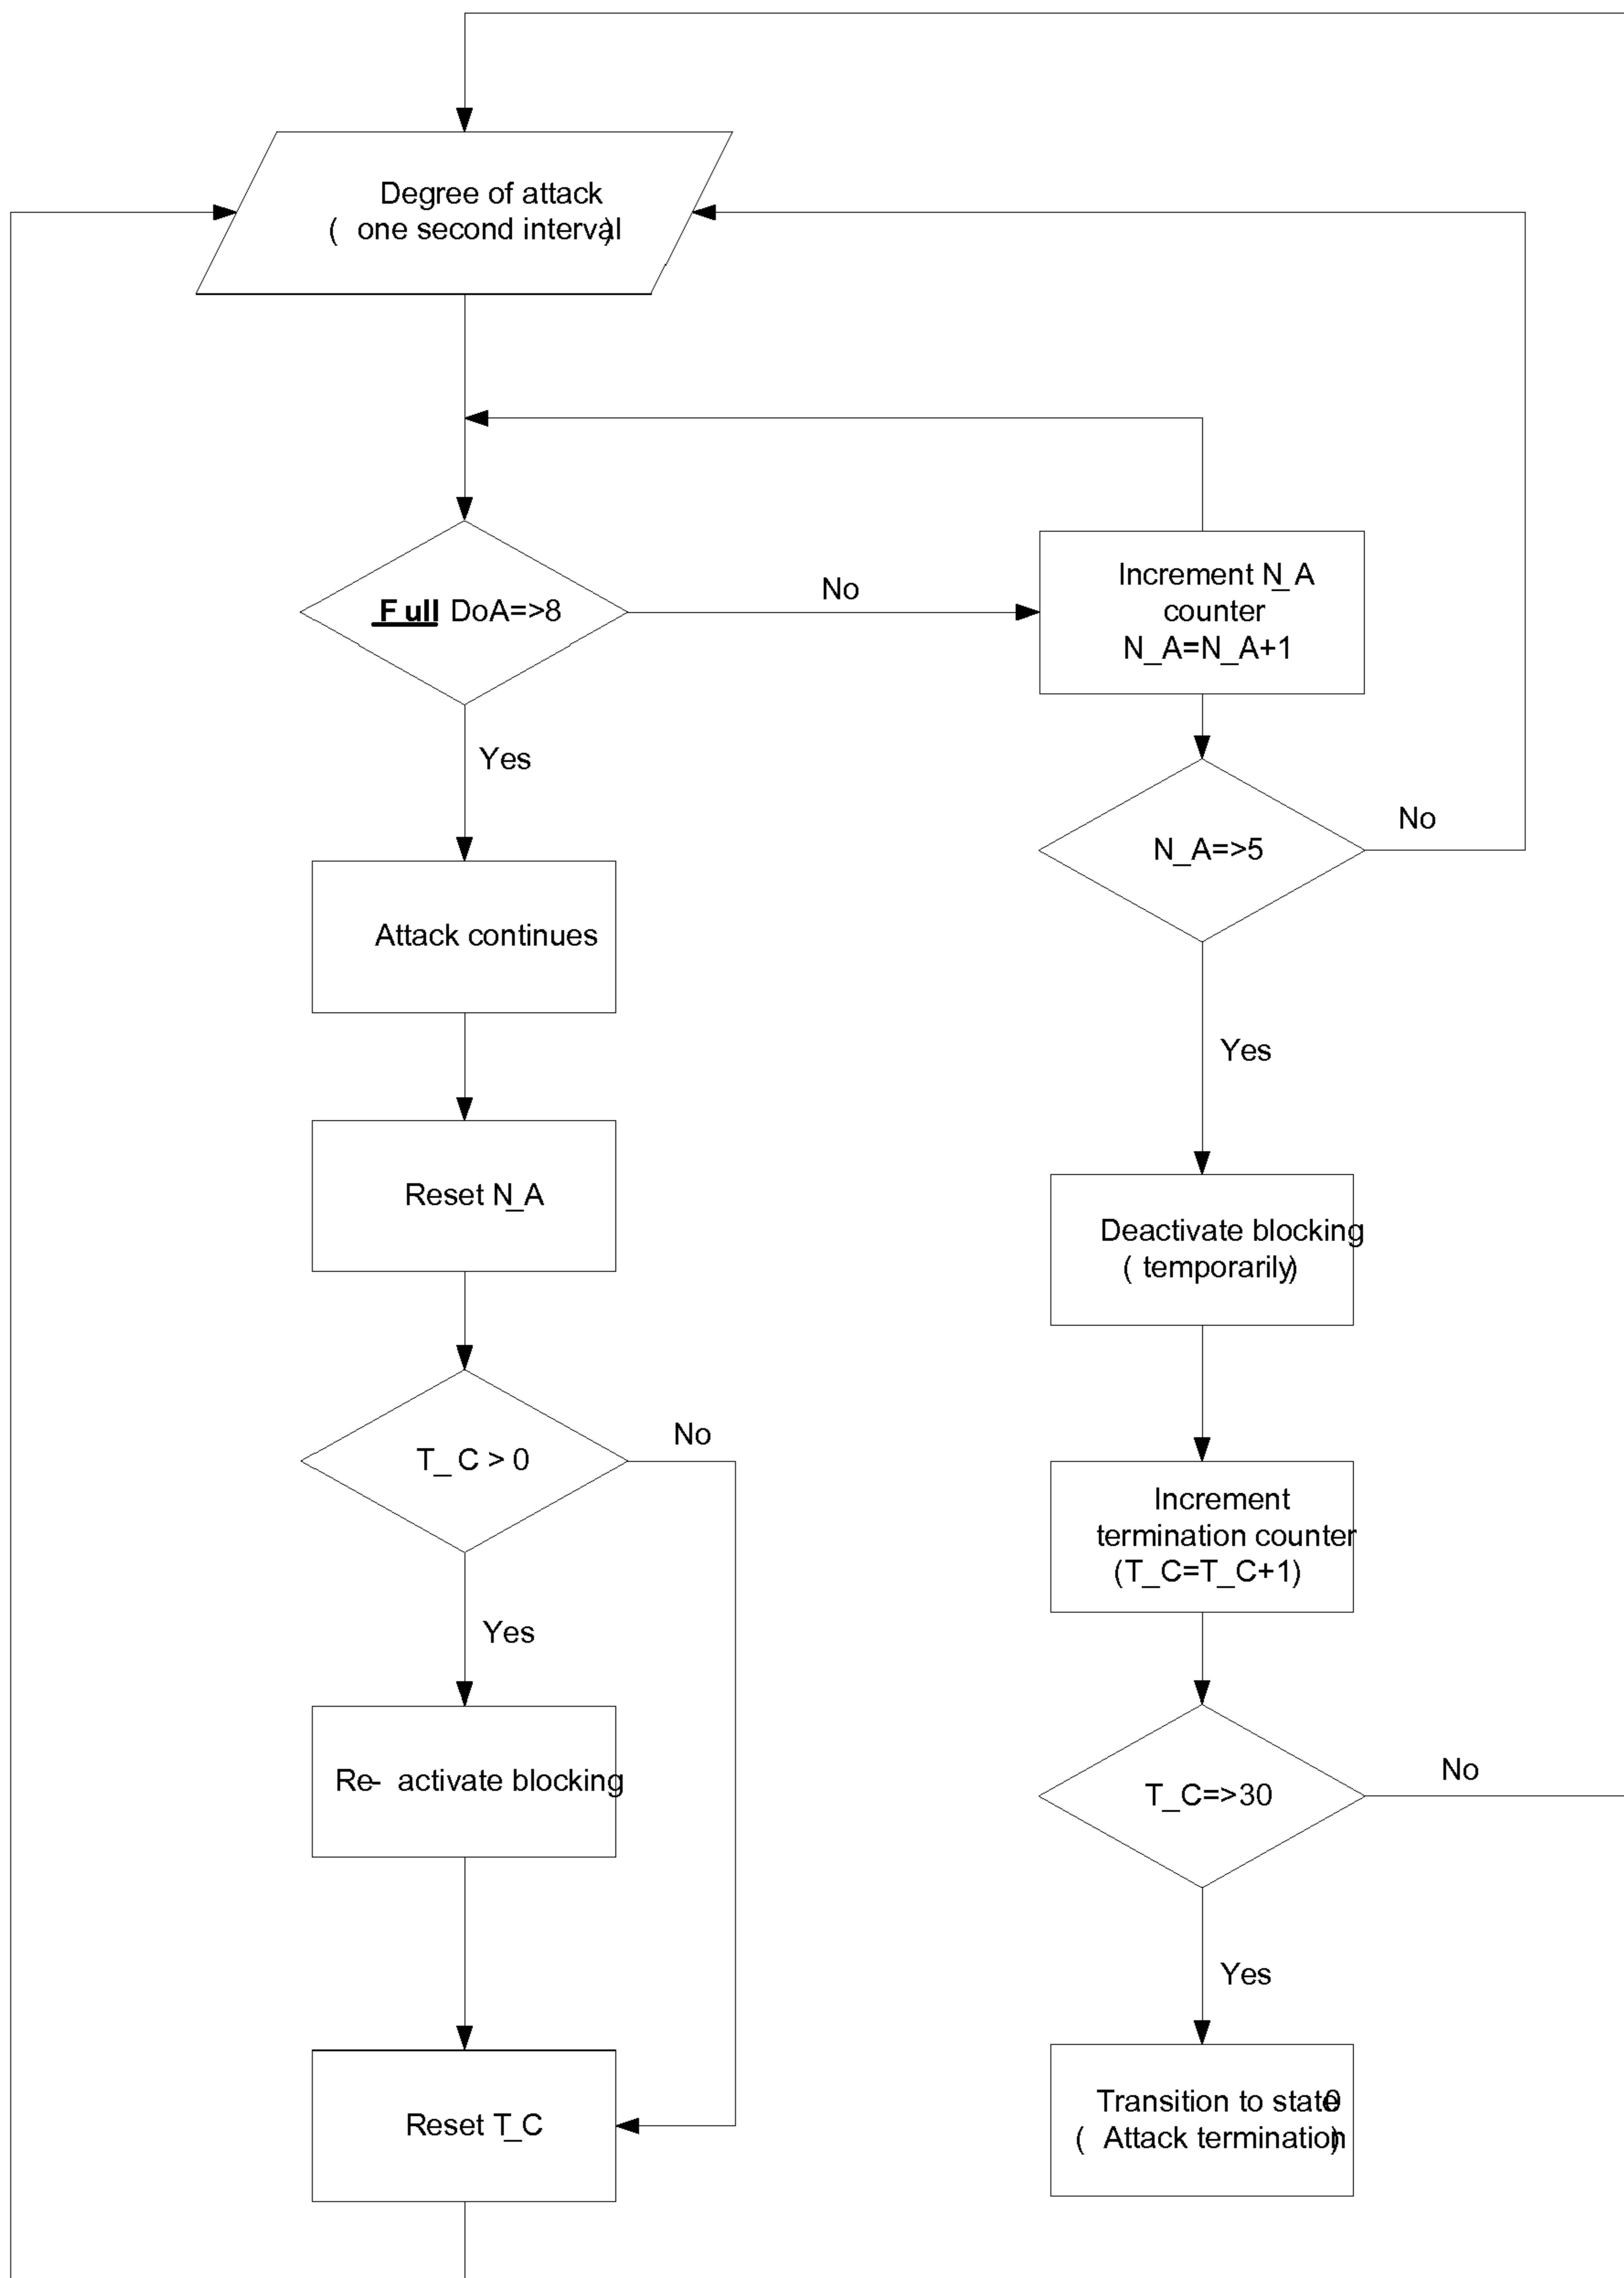 Degree of attack
( one second interval)
Full DoA=>8
No
Increment N_A
counter
N_A=N_A+1
Yes
N_A=>5
No
Attack continues
Yes
Reset N_A
Deactivate blocking
( temporarily)
T_C > 0
No
Increment
termination counter
(T_C=T_C+1)
Yes
Re- activate blocking
T_C=>30
No
Yes
Reset T_C
Transition to state0
( Attack termination)